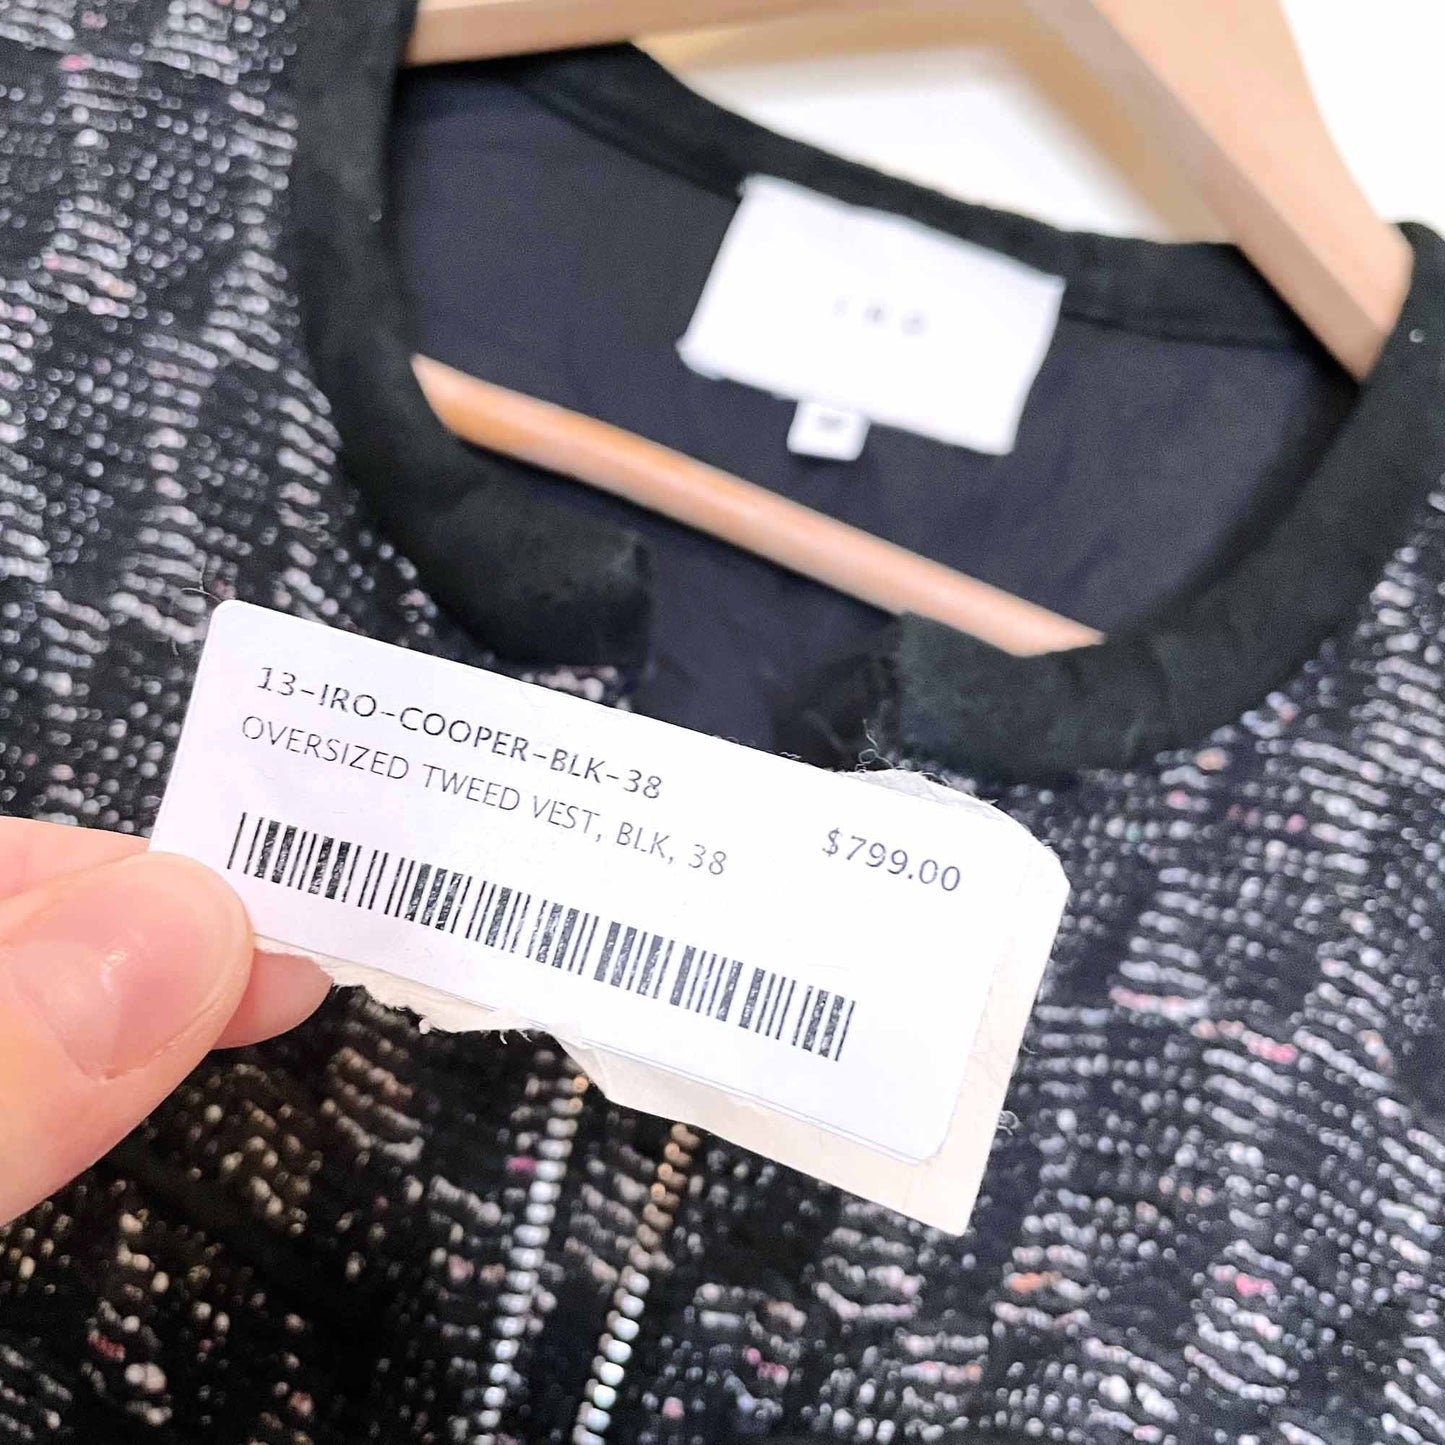 IRO
13-IRO-COOPER-BLK-38
OVERSIZED TWEED VEST, BLK, 38
$799.00